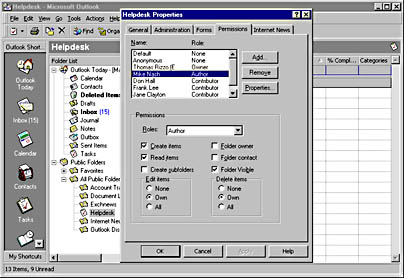 Helpdesk - Microsoft Outlook
File Edit View Go Tools
New Find Organize
Outlook Short... Helpdesk
Folder List
Outlook Today
Inbox (15)
Calendar
Contacts
Tasks
My Shortcuts
Outlook Today - [M
Calendar
Contacts
Deleted Items
Drafts
Inbox (15)
Journal
Notes
Outbox
Sent Items
Tasks
Public Folders
Favorites
All Public Folders
Account Tra
Document L
Exchnews
Helpdesk
Internet New
Outlook Dis
% Compl... Categories
13 Items, 9 Unread
Helpdesk Properties
General Administration Forms Permissions Internet News
Name: Role:
Default None
Anonymous None
Thomas Rizzo (E Owner
Mike Nash Author
Don Hall Contributor
Frank Lee Contributor
Jane Clayton Contributor
Add...
Remove
Properties...
Permissions
Roles: Author
Create items Folder owner
Read items Folder contact
Create subfolders Folder Visible
Edit items Delete items
None None
Own Own
All All
OK Cancel Apply Help